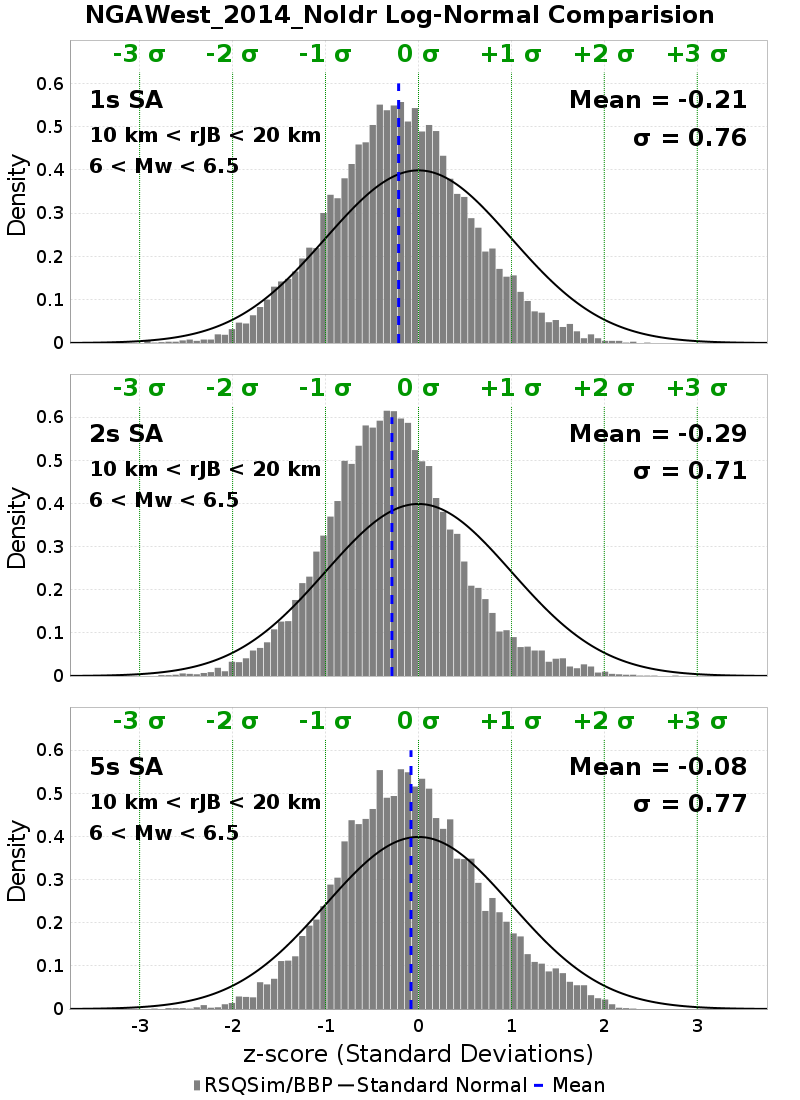 NGAWest_2014_NoIdr Log-Normal Comparision
-3 σ -2 σ -1 σ 0 σ +1 σ +2 σ +3 σ
0.6
1s SA Mean = -0.21
0.5
10 km < rJB < 20 km σ = 0.76
0.4
6 < Mw < 6.5
0.3
0.2
0.1
0
Density
-3 σ -2 σ -1 σ 0 σ +1 σ +2 σ +3 σ
0.6
2s SA Mean = -0.29
0.5
10 km < rJB < 20 km σ = 0.71
0.4
6 < Mw < 6.5
0.3
0.2
0.1
0
Density
-3 σ -2 σ -1 σ 0 σ +1 σ +2 σ +3 σ
0.6
5s SA Mean = -0.08
0.5
10 km < rJB < 20 km σ = 0.77
0.4
6 < Mw < 6.5
0.3
0.2
0.1
0
Density
-3 -2 -1 0 1 2 3
z-score (Standard Deviations)
RSQSim/BBP Standard Normal Mean